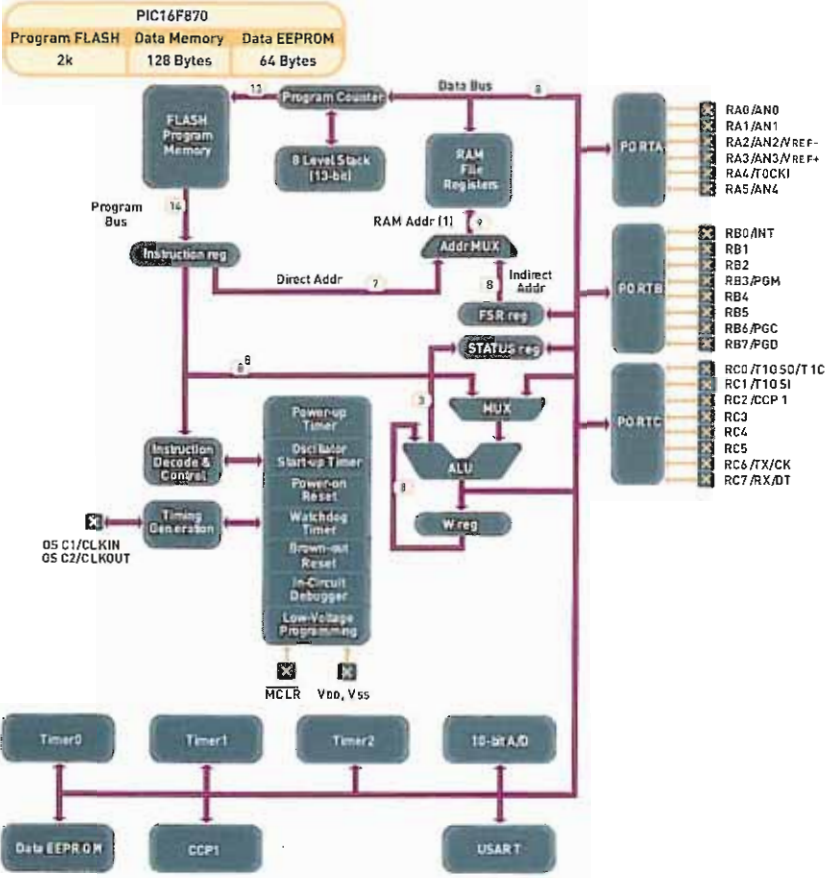 PIC16F870
Program FLASH Data Memory Data EEPROM
2k 128 Bytes 64 Bytes
13
Program Counter
Data Bus
8
FLASH
Program
Memory
8 Level Stack
(13-bit)
RAM
File
Registers
PORTA
RA0/AN0
RA1/AN1
RA2/AN2/VREF-
RA3/AN3/VREF+
RA4/T0CKI
RA5/AN4
Program
Bus
14
RAM Addr (1)
9
Addr MUX
Instruction reg
Direct Addr
7
8
Indirect
Addr
FSR reg
STATUS reg
PORTB
RB0/INT
RB1
RB2
RB3/PGM
RB4
RB5
RB6/PGC
RB7/PGD
8
3
MUX
ALU
8
W reg
PORTC
RC0/T1OSO/T1C
RC1/T1OSI
RC2/CCP1
RC3
RC4
RC5
RC6/TX/CK
RC7/RX/DT
Instruction
Decode &
Control
Timing
Generation
OSC1/CLKIN
OSC2/CLKOUT
Power-up
Timer
Oscillator
Start-up Timer
Power-on
Reset
Watchdog
Timer
Brown-out
Reset
In-Circuit
Debugger
Low-Voltage
Programming
MCLR VDD, VSS
Timer0
Timer1
Timer2
10-bit A/D
Data EEPROM
CCP1
USART